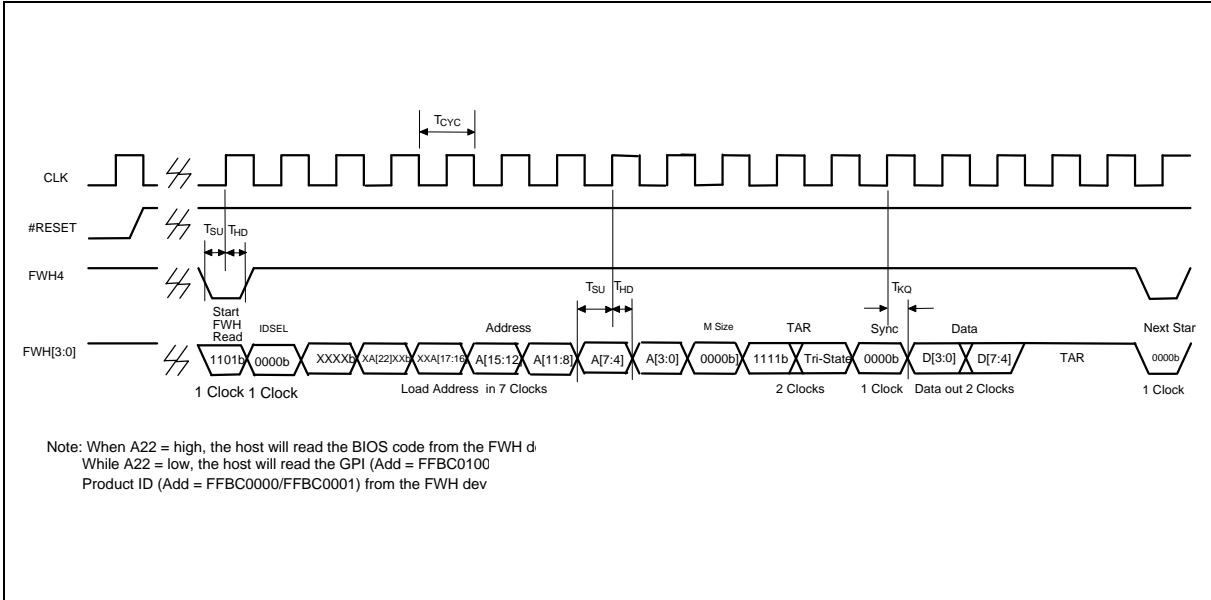 TCYC
CLK
#RESET
TSU THD
FWH4
TSU THD
TKQ
Start
FWH
Read
IDSEL
Address
M Size
TAR
Sync
Data
Next Star
FWH[3:0]
1101b 0000b XXXXb XA[22]XXb XXA[17:16] A[15:12] A[11:8] A[7:4] A[3:0] 0000b] 1111b Tri-State 0000b D[3:0] D[7:4] TAR 0000b
1 Clock 1 Clock Load Address in 7 Clocks 2 Clocks 1 Clock Data out 2 Clocks 1 Clock
Note: When A22 = high, the host will read the BIOS code from the FWH de
While A22 = low, the host will read the GPI (Add = FFBC0100
Product ID (Add = FFBC0000/FFBC0001) from the FWH dev